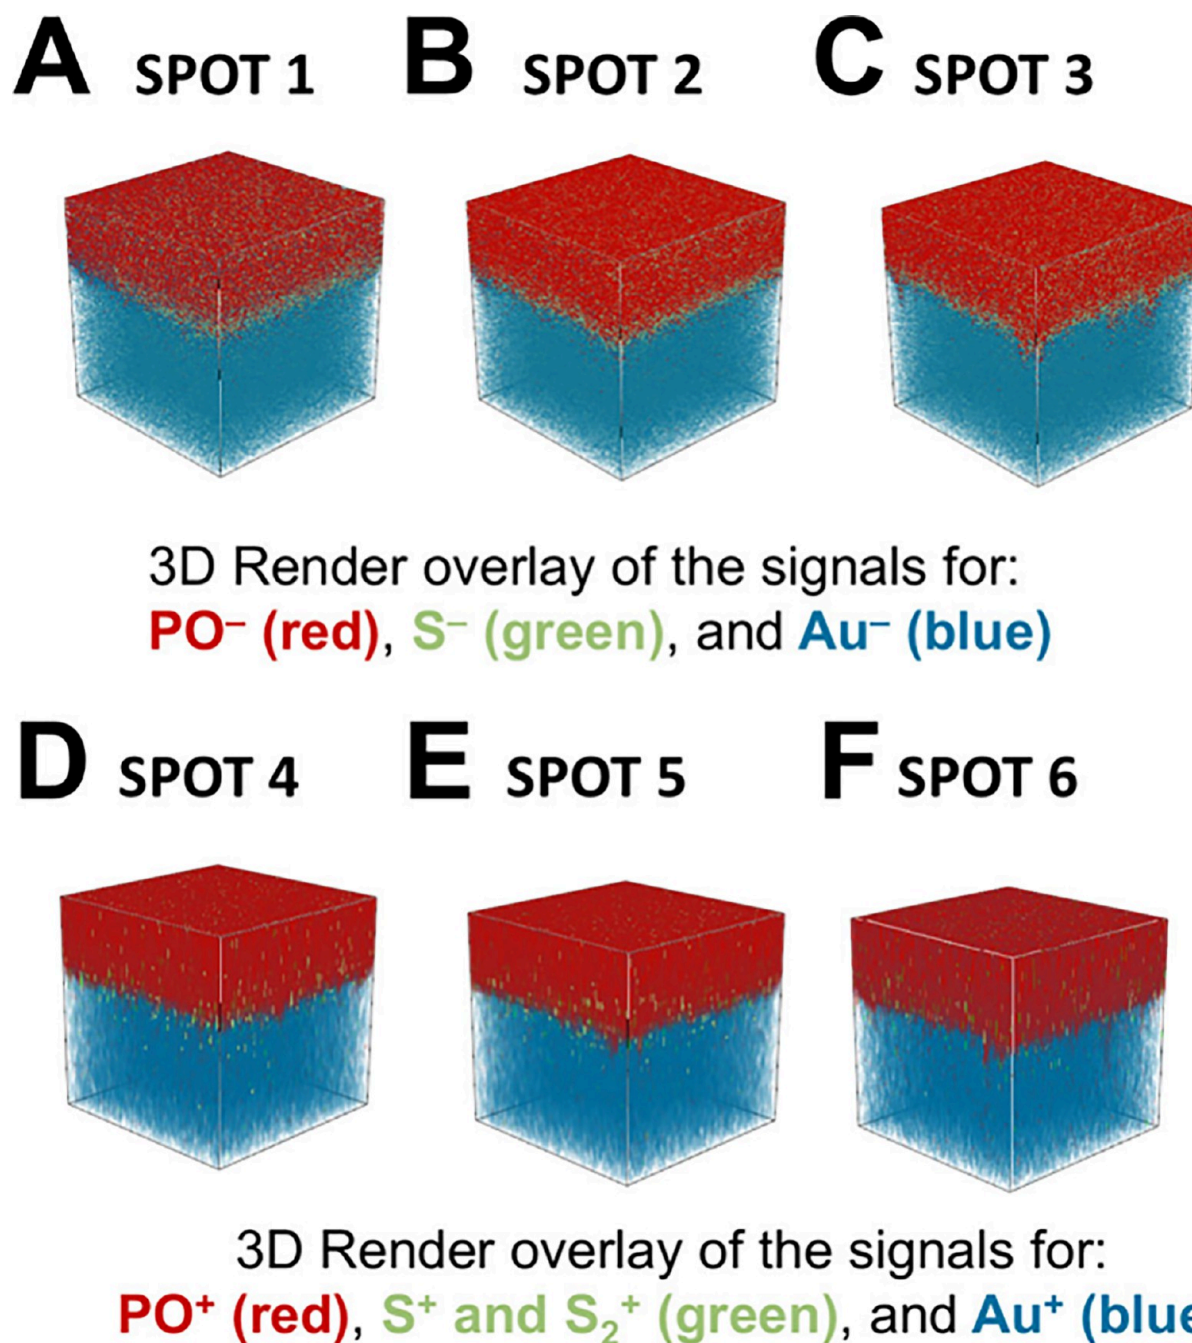 A SPOT 1 B SPOT 2 C SPOT 3
3D Render overlay of the signals for:
PO⁻ (red), S⁻ (green), and Au⁻ (blue)
D SPOT 4 E SPOT 5 F SPOT 6
3D Render overlay of the signals for:
PO⁺ (red), S⁺ and S₂⁺ (green), and Au⁺ (blue